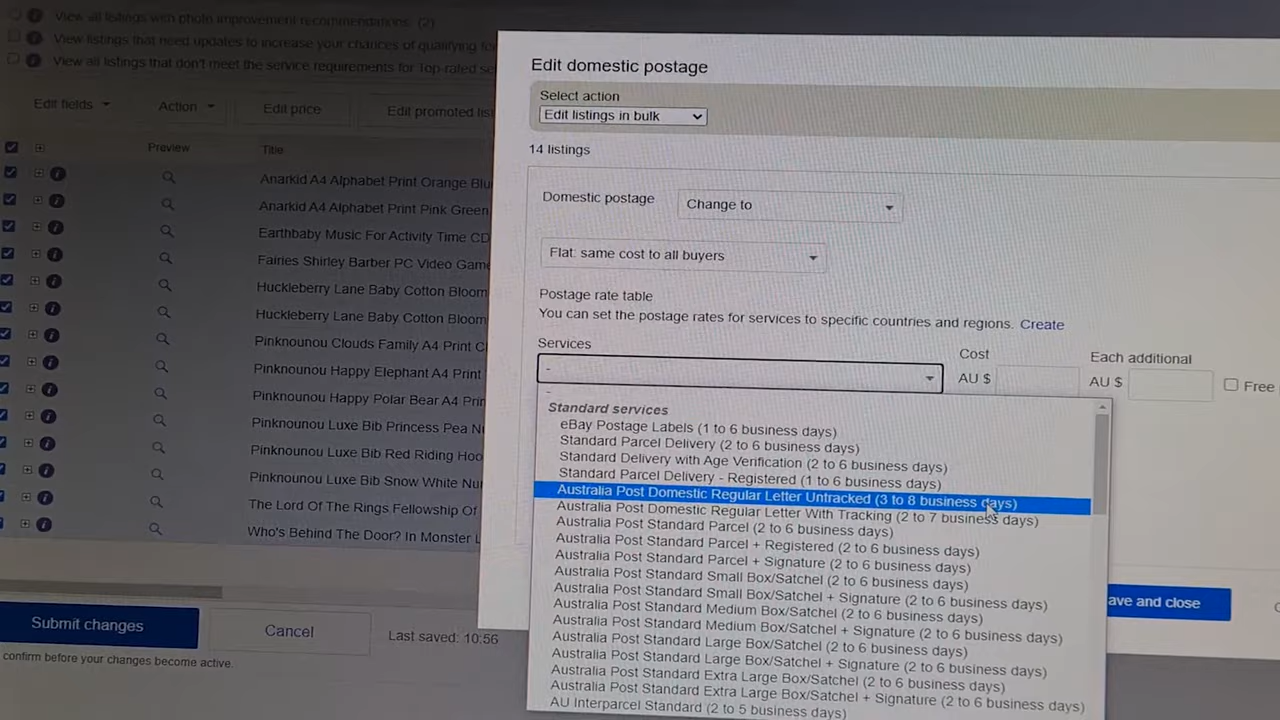 View all listings with photo improvement recommendations. (2)
View listings that need updates to increase your chances of qualifying fo
View all listings that don't meet the service requirements for Top-rated se
Edit fields
Action
Edit price
Edit promoted list
Preview
Title
Anarkid A4 Alphabet Print Orange Blu
Anarkid A4 Alphabet Print Pink Green
Earthbaby Music For Activity Time CD
Fairies Shirley Barber PC Video Game
Huckleberry Lane Baby Cotton Bloom
Huckleberry Lane Baby Cotton Bloom
Pinknounou Clouds Family A4 Print C
Pinknounou Happy Elephant A4 Print
Pinknounou Happy Polar Bear A4 Prin
Pinknounou Luxe Bib Princess Pea N
Pinknounou Luxe Bib Red Riding Hoo
Pinknounou Luxe Bib Snow White Nu
The Lord Of The Rings Fellowship Of
Who's Behind The Door? In Monster L
Submit changes
Cancel
Last saved: 10:56
confirm before your changes become active.
Edit domestic postage
Select action
Edit listings in bulk
14 listings
Domestic postage
Change to
Flat: same cost to all buyers
Postage rate table
You can set the postage rates for services to specific countries and regions. Create
Services
Cost
Each additional
-
AU $
AU $
Free
-
Standard services
eBay Postage Labels (1 to 6 business days)
Standard Parcel Delivery (2 to 6 business days)
Standard Delivery with Age Verification (2 to 6 business days)
Standard Parcel Delivery - Registered (1 to 6 business days)
Australia Post Domestic Regular Letter Untracked (3 to 8 business days)
Australia Post Domestic Regular Letter With Tracking (2 to 7 business days)
Australia Post Standard Parcel (2 to 6 business days)
Australia Post Standard Parcel + Registered (2 to 6 business days)
Australia Post Standard Parcel + Signature (2 to 6 business days)
Australia Post Standard Small Box/Satchel (2 to 6 business days)
Australia Post Standard Small Box/Satchel + Signature (2 to 6 business days)
Australia Post Standard Medium Box/Satchel (2 to 6 business days)
Australia Post Standard Medium Box/Satchel + Signature (2 to 6 business days)
Australia Post Standard Large Box/Satchel (2 to 6 business days)
Australia Post Standard Large Box/Satchel + Signature (2 to 6 business days)
Australia Post Standard Extra Large Box/Satchel (2 to 6 business days)
Australia Post Standard Extra Large Box/Satchel + Signature (2 to 6 business days)
AU Interparcel Standard (2 to 5 business days)
ave and close